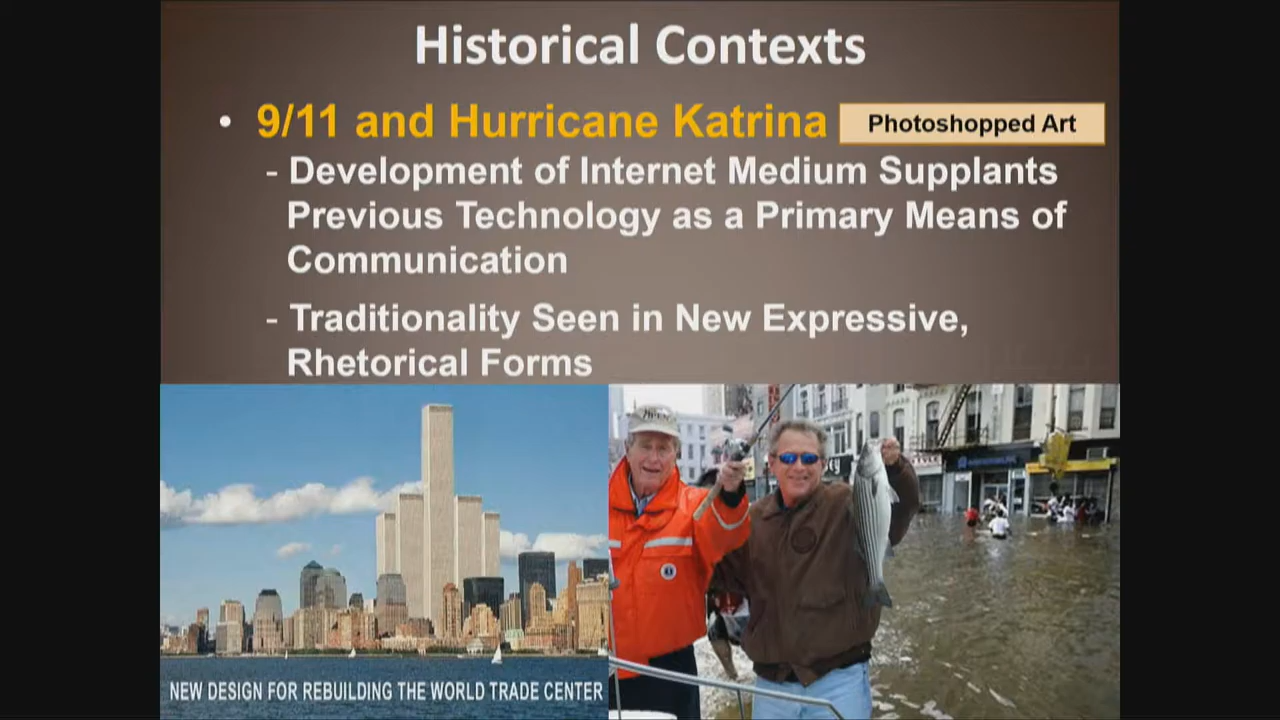 Historical Contexts
• 9/11 and Hurricane Katrina
Photoshopped Art
- Development of Internet Medium Supplants
Previous Technology as a Primary Means of
Communication
- Traditionality Seen in New Expressive,
Rhetorical Forms
NEW DESIGN FOR REBUILDING THE WORLD TRADE CENTER